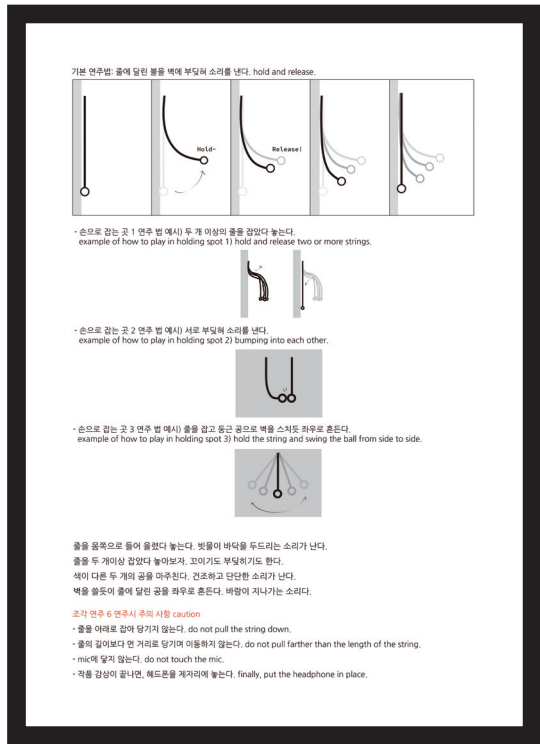 기본 연주법: 줄에 달린 볼을 벽에 부딪혀 소리를 낸다. hold and release.
Hold~
Release!
- 손으로 잡는 곳 1 연주 법 예시) 두 개 이상의 줄을 잡았다 놓는다.
example of how to play in holding spot 1) hold and release two or more strings.
- 손으로 잡는 곳 2 연주 법 예시) 서로 부딪혀 소리를 낸다.
example of how to play in holding spot 2) bumping into each other.
- 손으로 잡는 곳 3 연주 법 예시) 줄을 잡고 둥근 공으로 벽을 스치듯 좌우로 흔든다.
example of how to play in holding spot 3) hold the string and swing the ball from side to side.
줄을 몸쪽으로 들어 올렸다 놓는다. 빗물이 바닥을 두드리는 소리가 난다.
줄을 두 개이상 잡았다 놓아보자. 꼬이기도 부딪히기도 한다.
색이 다른 두 개의 공을 마주친다. 건조하고 단단한 소리가 난다.
벽을 쓸듯이 줄에 달린 공을 좌우로 흔든다. 바람이 지나가는 소리다.
조각 연주 6 연주시 주의 사항 caution
- 줄을 아래로 잡아 당기지 않는다. do not pull the string down.
- 줄의 길이보다 먼 거리로 당기며 이동하지 않는다. do not pull farther than the length of the string.
- mic에 닿지 않는다. do not touch the mic.
- 작품 감상이 끝나면, 헤드폰을 제자리에 놓는다. finally, put the headphone in place.